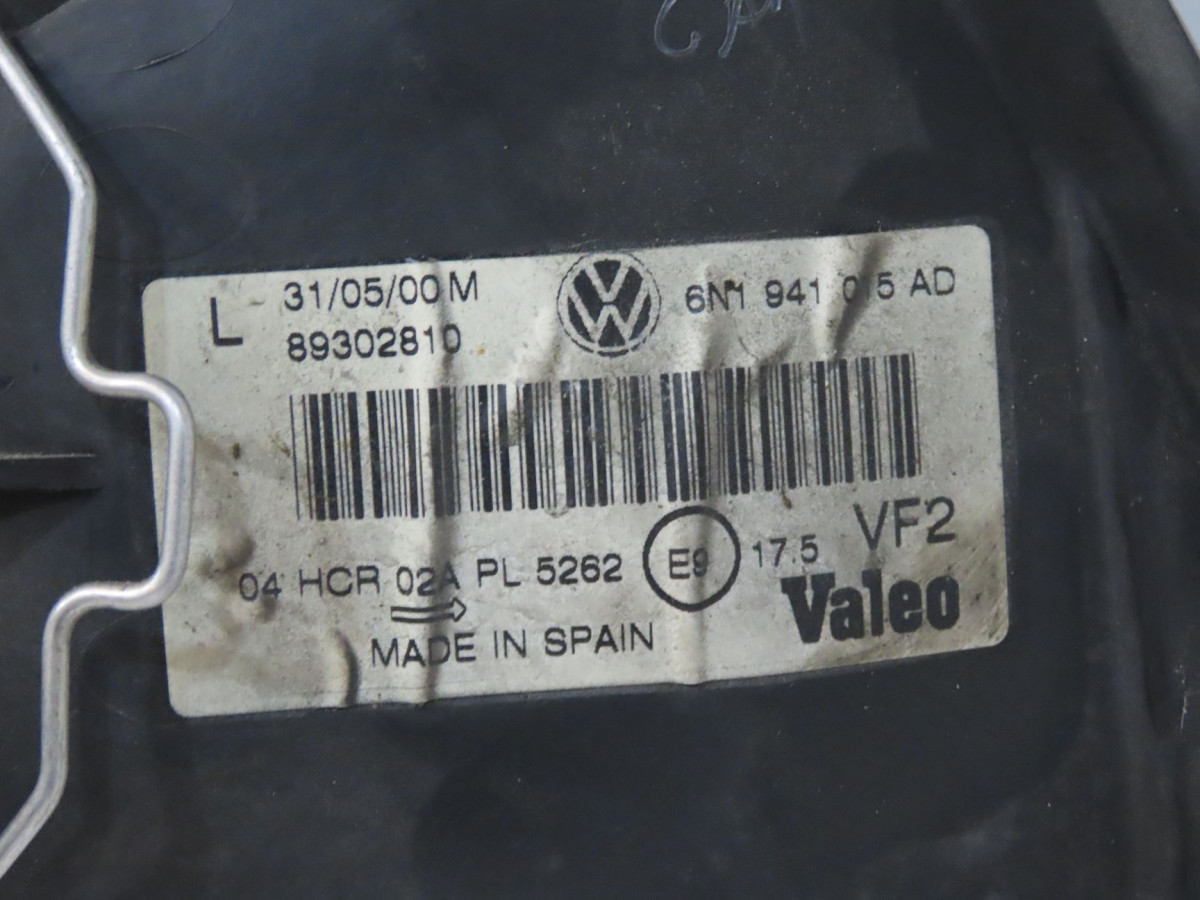 L 31/05/00 M 6N1 941 015 AD
89302810
VF2
04 HCR 02A PL 5262 E9 17.5
Valeo
MADE IN SPAIN